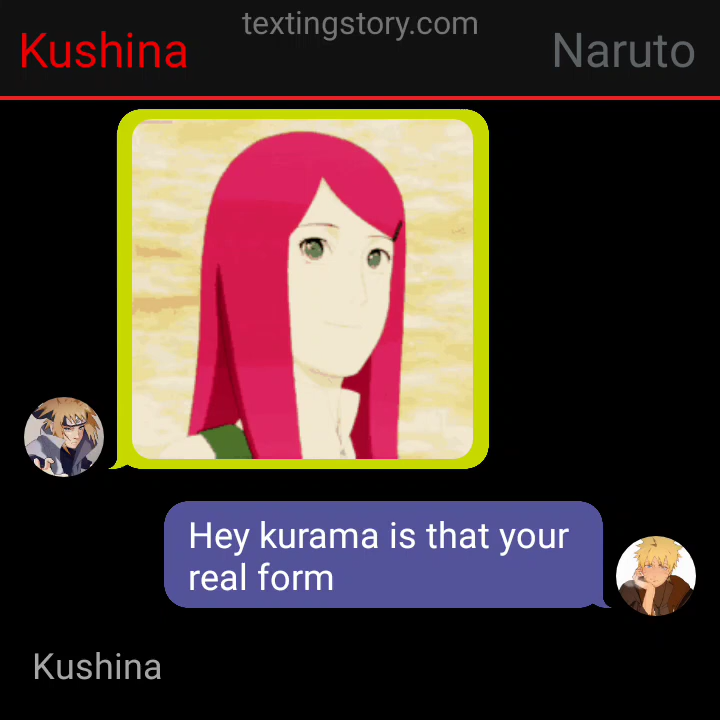 textingstory.com
Kushina
Naruto
Hey kurama is that your
real form
Kushina